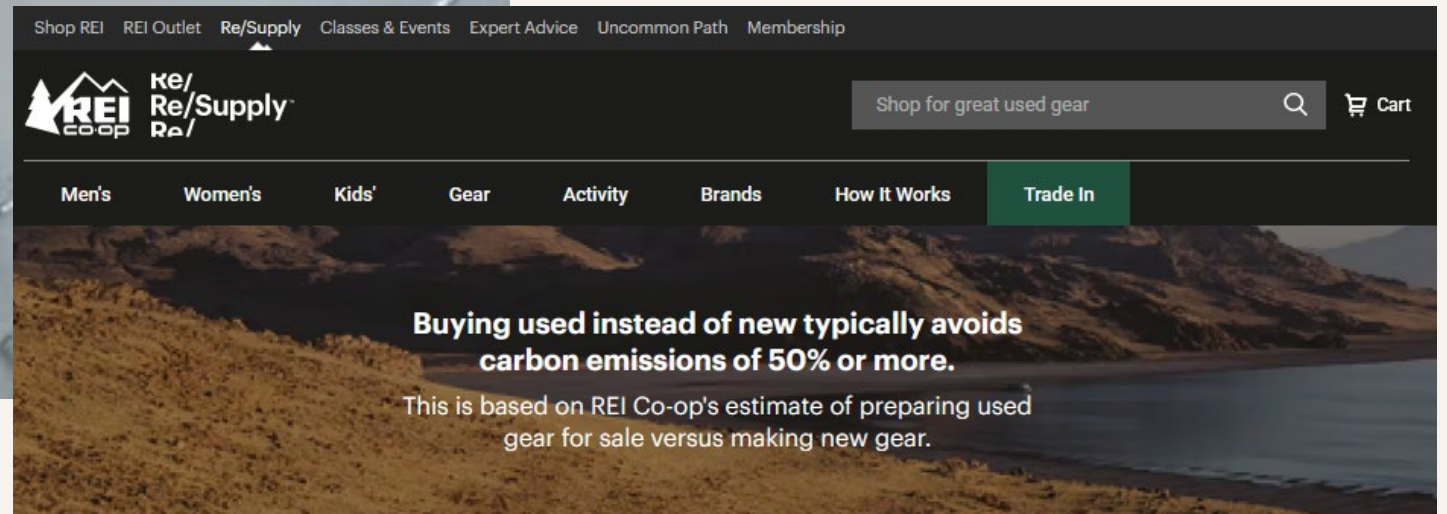 Shop REI REI Outlet Re/Supply Classes & Events Expert Advice Uncommon Path Membership
REI
CO·OP
Re/
Re/Supply™
Re/
Shop for great used gear
Cart
Men's Women's Kids' Gear Activity Brands How It Works Trade In
Buying used instead of new typically avoids
carbon emissions of 50% or more.
This is based on REI Co-op's estimate of preparing used
gear for sale versus making new gear.